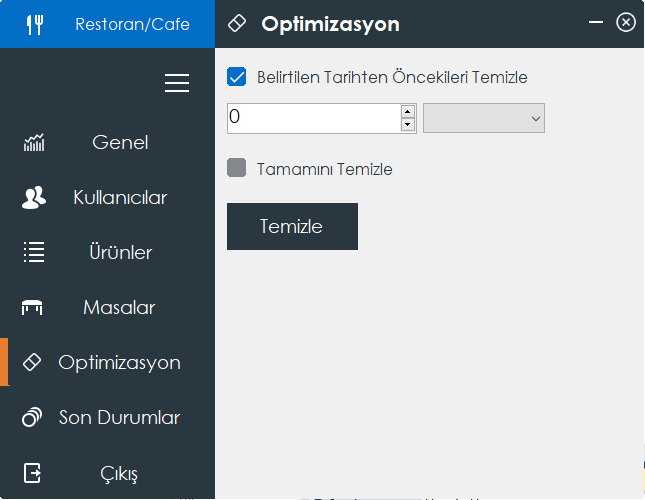 Restoran/Cafe
Optimizasyon
Genel
Kullanıcılar
Ürünler
Masalar
Optimizasyon
Son Durumlar
Çıkış
Belirtilen Tarihten Öncekileri Temizle
0
Tamamını Temizle
Temizle